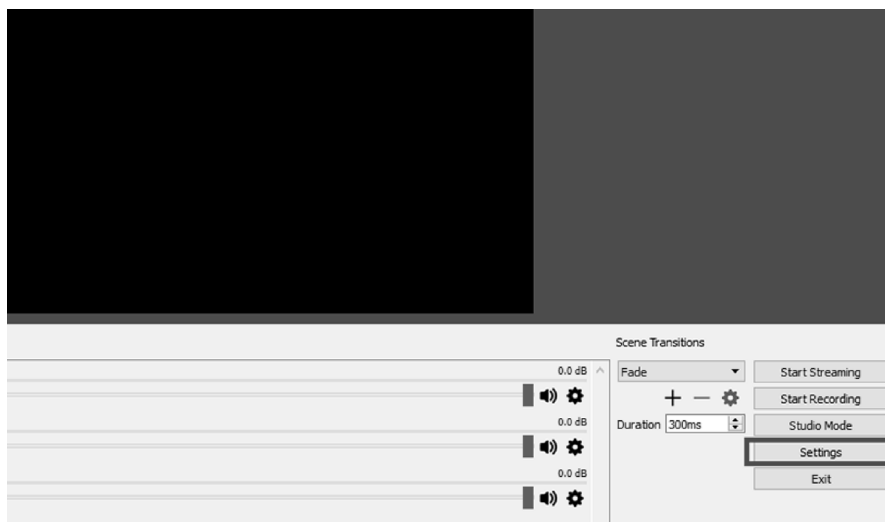 Scene Transitions
0.0 dB
Fade
Start Streaming
Start Recording
0.0 dB
Duration 300ms
Studio Mode
Settings
0.0 dB
Exit